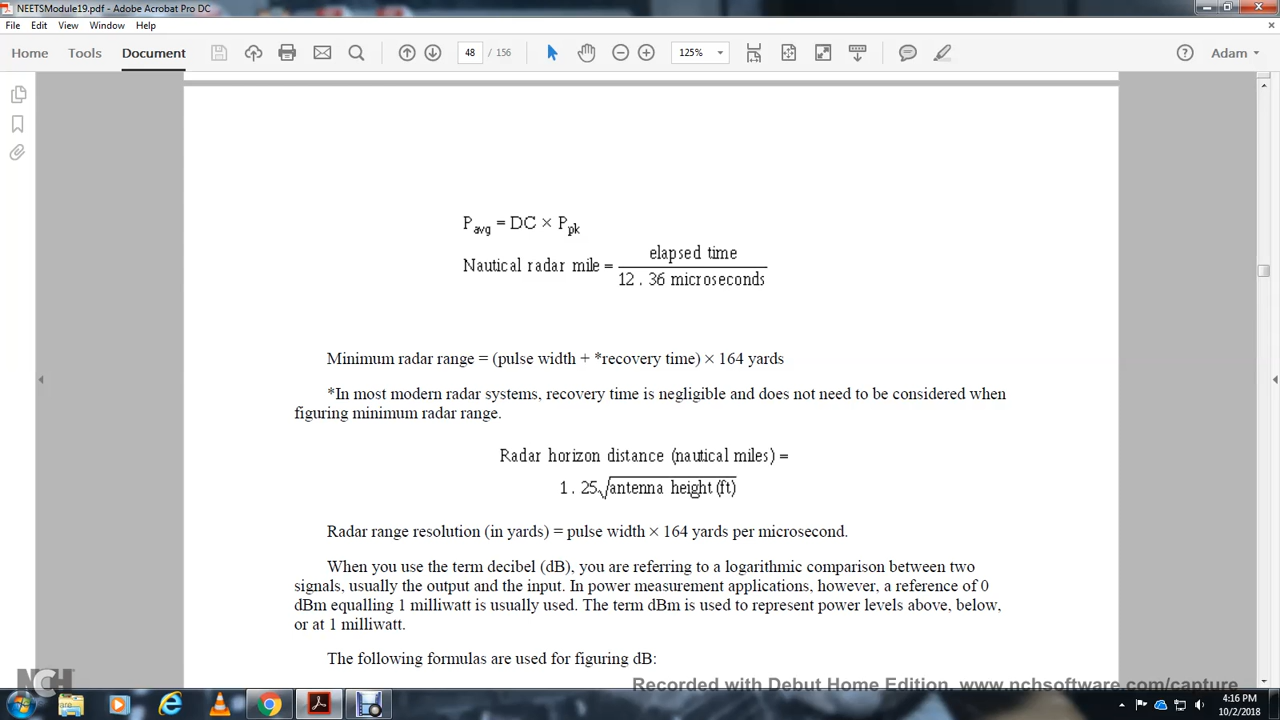 NEETSModule19.pdf - Adobe Acrobat Pro DC
File Edit View Window Help
Home Tools Document 48 / 156 125% Adam
P_avg = DC × P_pk
Nautical radar mile = elapsed time
12 . 36 microseconds
Minimum radar range = (pulse width + *recovery time) × 164 yards
*In most modern radar systems, recovery time is negligible and does not need to be considered when
figuring minimum radar range.
Radar horizon distance (nautical miles) =
1 . 25√antenna height (ft)
Radar range resolution (in yards) = pulse width × 164 yards per microsecond.
When you use the term decibel (dB), you are referring to a logarithmic comparison between two
signals, usually the output and the input. In power measurement applications, however, a reference of 0
dBm equalling 1 milliwatt is usually used. The term dBm is used to represent power levels above, below,
or at 1 milliwatt.
The following formulas are used for figuring dB:
NCH
Recorded with Debut Home Edition. www.nchsoftware.com/capture
4:16 PM
10/2/2018